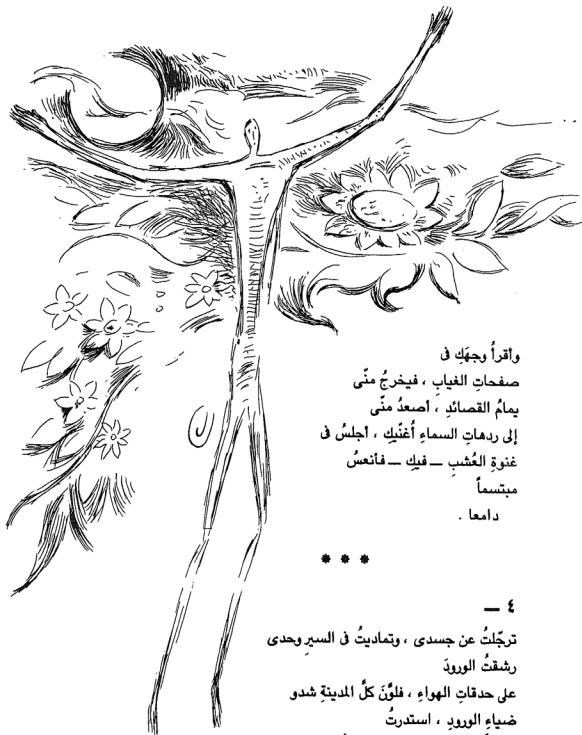 وأقرأُ وجهَكِ فى
صفحاتِ الغيابِ ، فيخرجُ منّى
يمامُ القصائدِ ، أصعدُ منّى
إلى ردهاتِ السماءِ أُغنّيكِ ، أجلسُ فى
غنوةِ العُشبِ ــ فيكِ ــ فأنعسُ
مبتسماً
دامعا .
* * *
٤ ــ
ترجّلتُ عن جسدى ، وتماديتُ فى السيرِ وحدى
رشقتُ الورودَ
على حدقاتِ الهواءِ ، فلوَّنَ كلَّ المدينةِ شدو
ضياءِ الورودِ ، استدرتُ